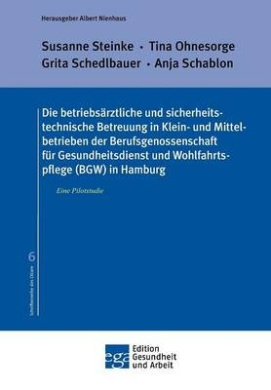 Herausgeber Albert Nienhaus
Susanne Steinke · Tina Ohnesorge
Grita Schedlbauer · Anja Schablon
Die betriebsärztliche und sicherheits-
technische Betreuung in Klein- und Mittel-
betrieben der Berufsgenossenschaft
für Gesundheitsdienst und Wohlfahrts-
pflege (BGW) in Hamburg
Eine Pilotstudie
6
ega
Edition
Gesundheit
und Arbeit